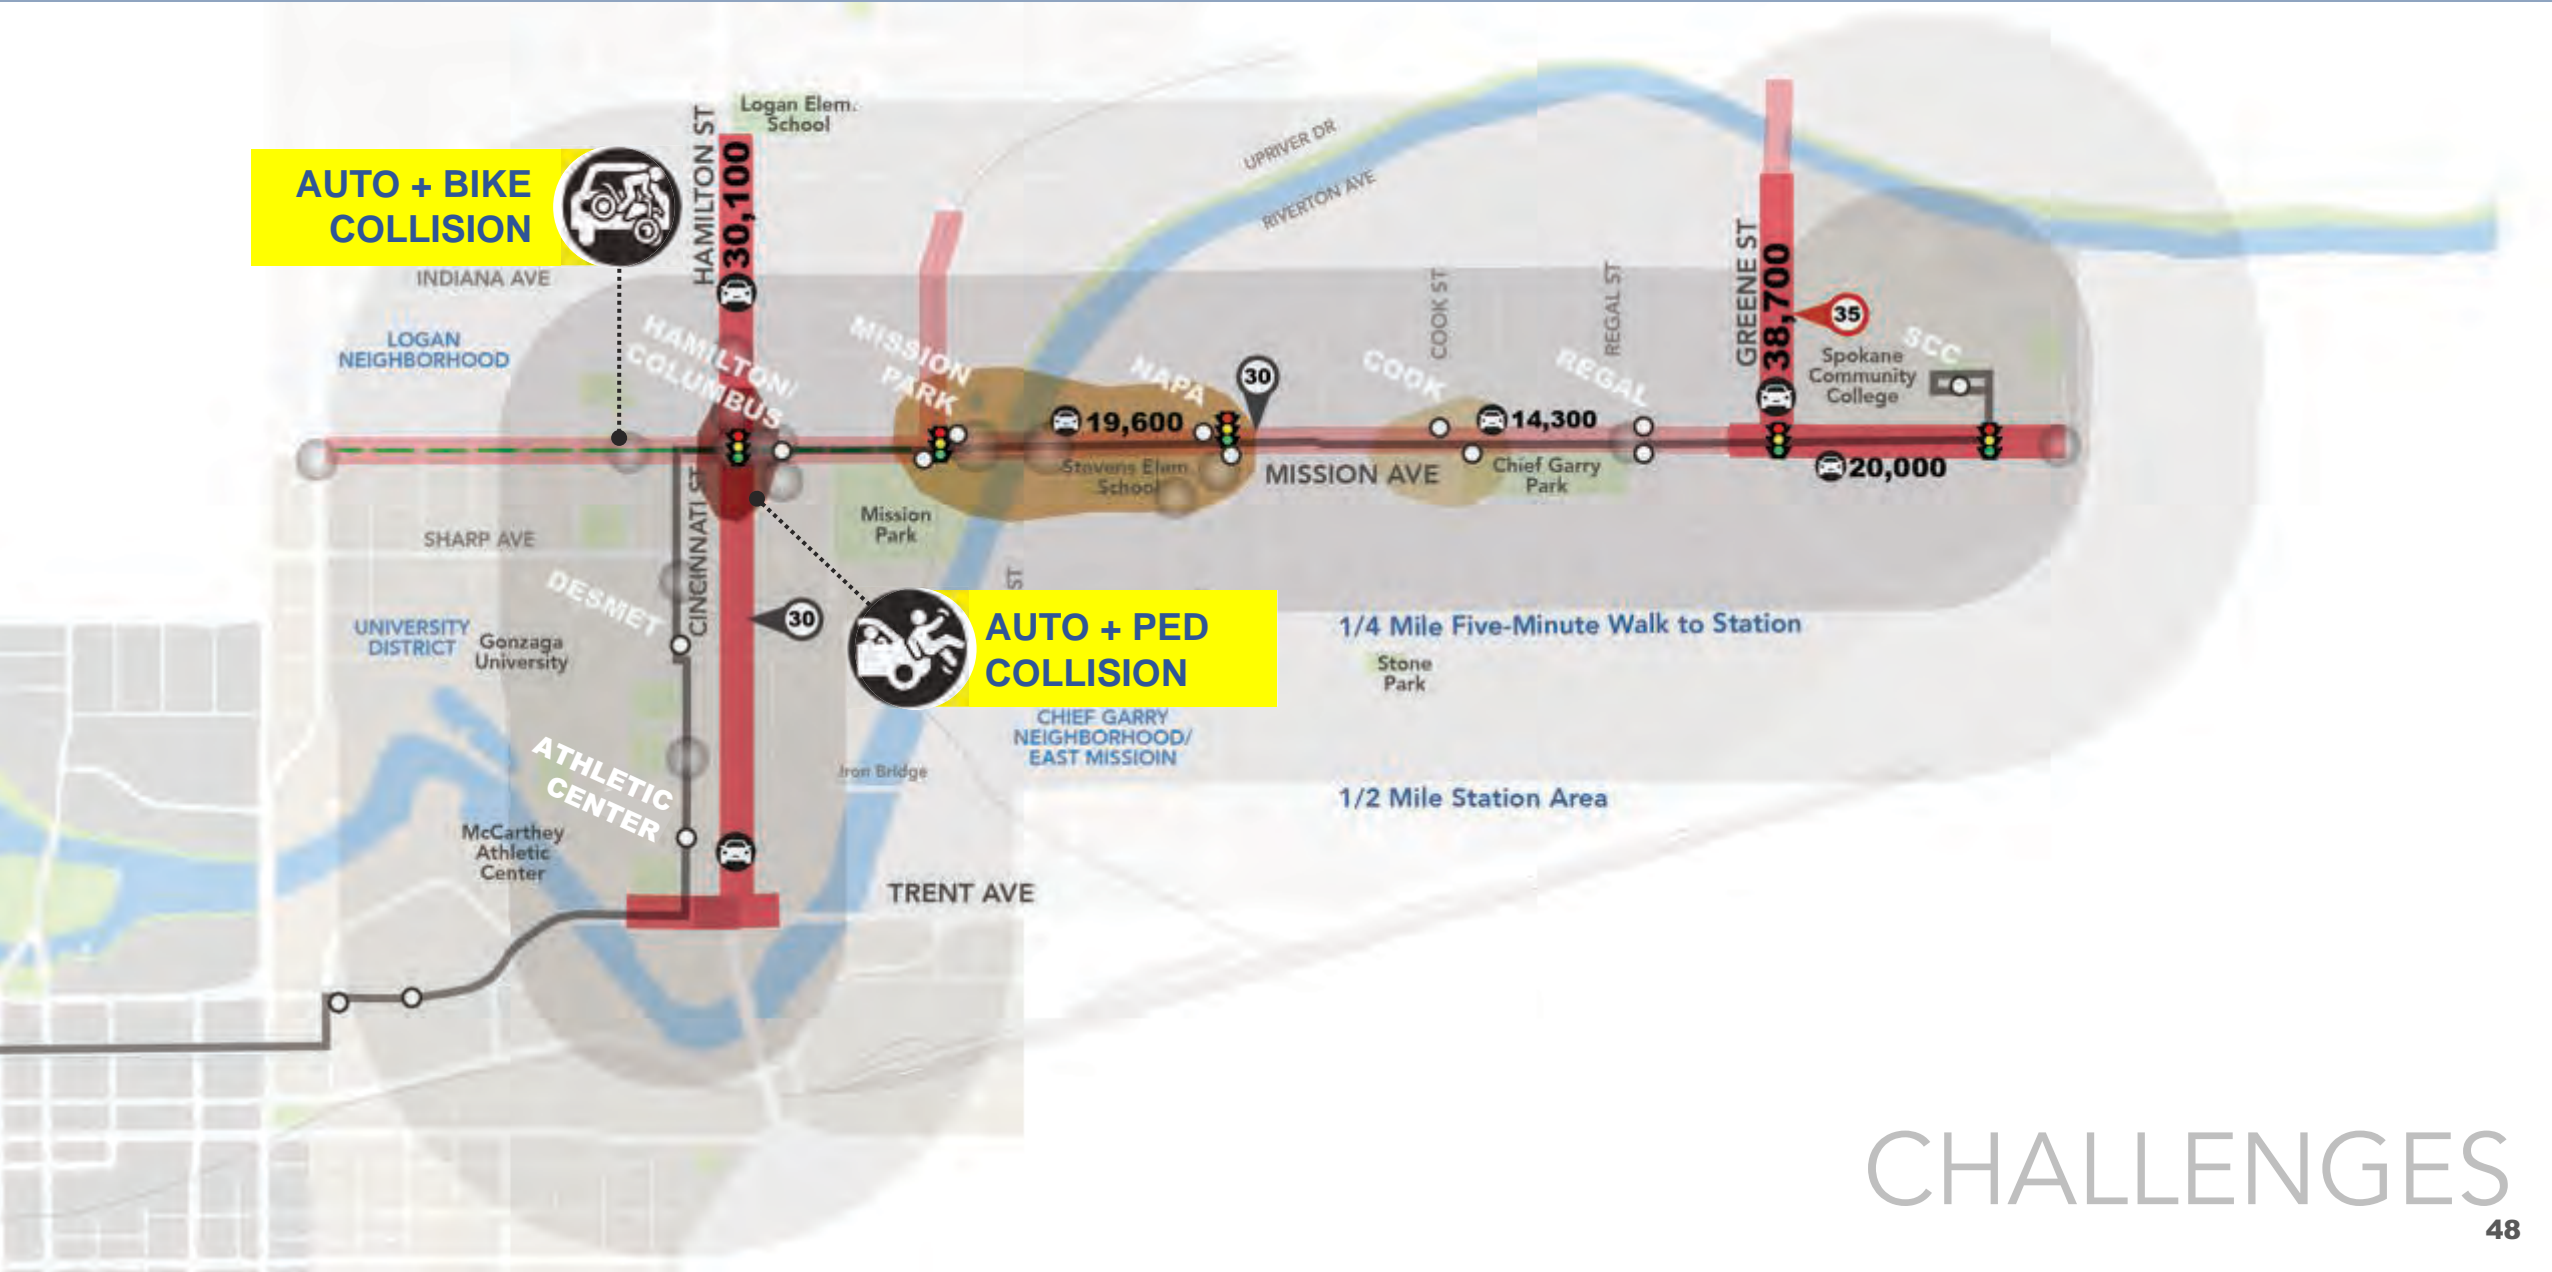 Logan Elem.
School
HAMILTON ST
30,100
AUTO + BIKE
COLLISION
INDIANA AVE
LOGAN
NEIGHBORHOOD
HAMILTON/
COLUMBUS
MISSION
PARK
UPRIVER DR
RIVERTON AVE
NAPA
30
COOK
COOK ST
REGAL
REGAL ST
GREENE ST
38,700
35
SCC
Spokane
Community
College
19,600
14,300
20,000
Stevens Elem.
School
MISSION AVE
Chief Garry
Park
Mission
Park
SHARP AVE
CINCINNATI ST
DESMET
30
ST
UNIVERSITY
DISTRICT
Gonzaga
University
AUTO + PED
COLLISION
1/4 Mile Five-Minute Walk to Station
Stone
Park
CHIEF GARRY
NEIGHBORHOOD/
EAST MISSIOIN
Iron Bridge
1/2 Mile Station Area
ATHLETIC
CENTER
McCarthey
Athletic
Center
TRENT AVE
CHALLENGES
48